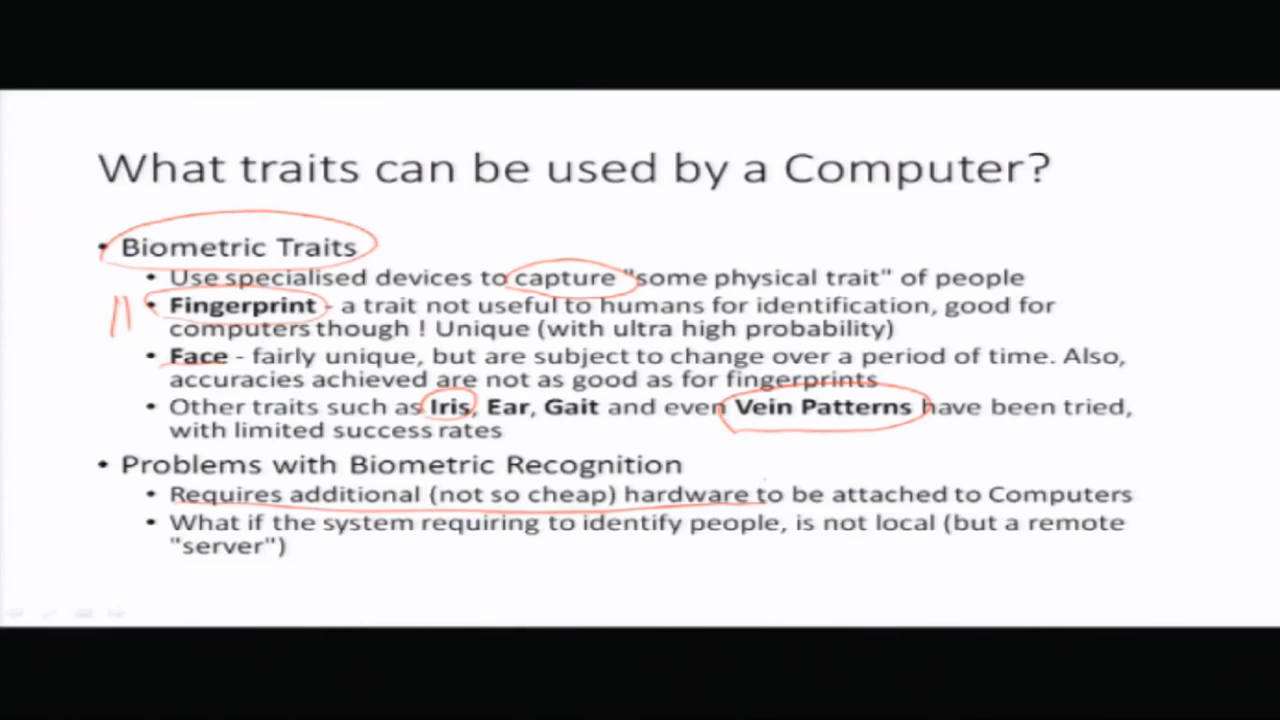 What traits can be used by a Computer?
• Biometric Traits
• Use specialised devices to capture "some physical trait" of people
• Fingerprint - a trait not useful to humans for identification, good for
computers though ! Unique (with ultra high probability)
• Face - fairly unique, but are subject to change over a period of time. Also,
accuracies achieved are not as good as for fingerprints
• Other traits such as Iris, Ear, Gait and even Vein Patterns have been tried,
with limited success rates
• Problems with Biometric Recognition
• Requires additional (not so cheap) hardware to be attached to Computers
• What if the system requiring to identify people, is not local (but a remote
"server")